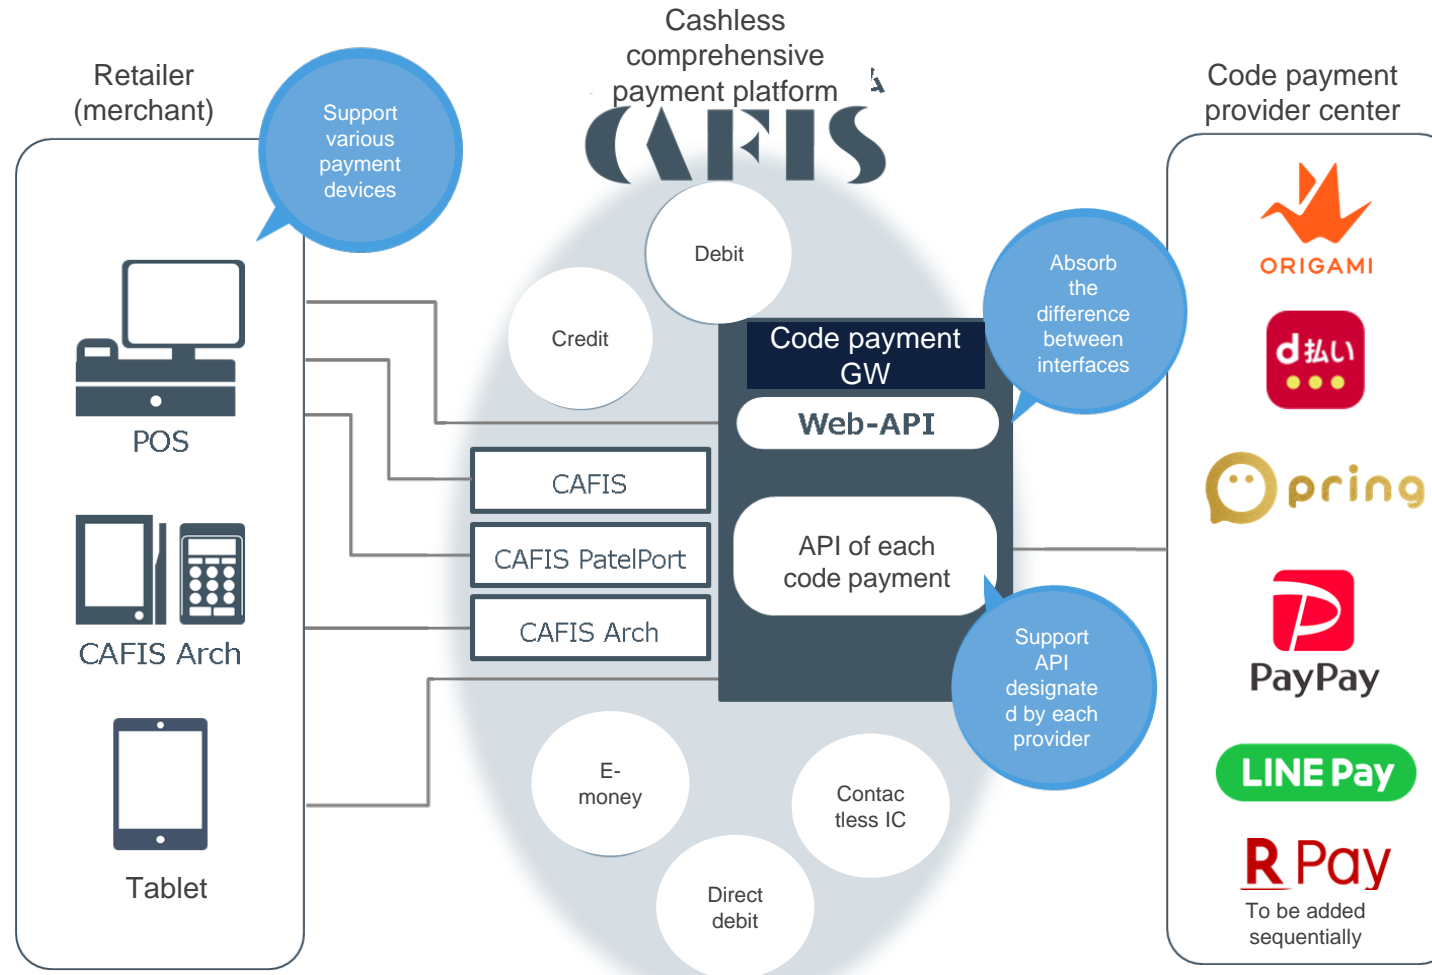 Cashless
comprehensive
payment platform
CAFIS
Retailer
(merchant)
Support
various
payment
devices
POS
CAFIS Arch
Tablet
Debit
Credit
Code payment
GW
Web-API
CAFIS
CAFIS PatelPort
CAFIS Arch
API of each
code payment
E-
money
Contac
tless IC
Direct
debit
Absorb
the
difference
between
interfaces
Support
API
designate
d by each
provider
Code payment
provider center
ORIGAMI
d払い
pring
PayPay
LINE Pay
R Pay
To be added
sequentially